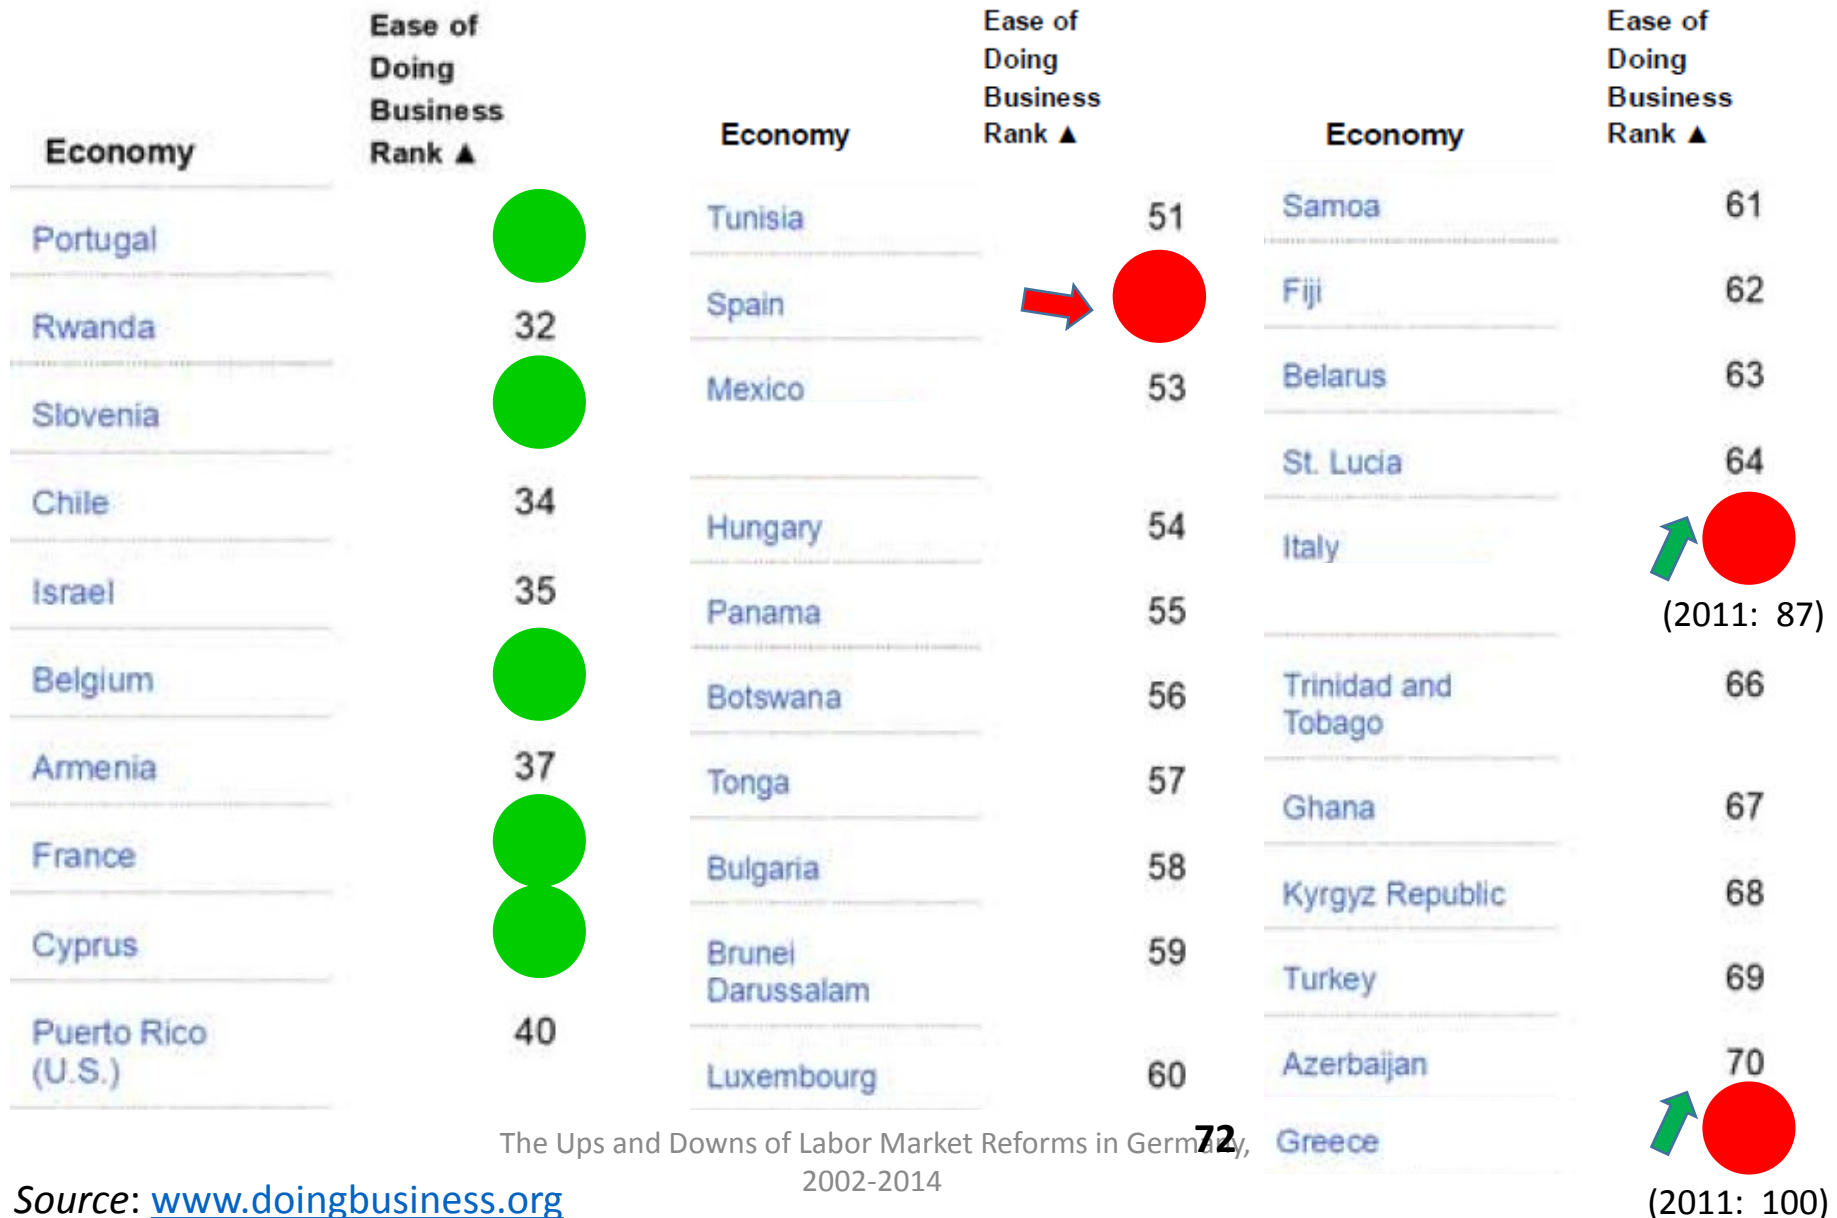 Economy
Ease of
Doing
Business
Rank ▲
Portugal
Rwanda 32
Slovenia
Chile 34
Israel 35
Belgium
Armenia 37
France
Cyprus
Puerto Rico 40
(U.S.)
Economy
Ease of
Doing
Business
Rank ▲
Tunisia 51
Spain
Mexico 53
Hungary 54
Panama 55
Botswana 56
Tonga 57
Bulgaria 58
Brunei 59
Darussalam
Luxembourg 60
Economy
Ease of
Doing
Business
Rank ▲
Samoa 61
Fiji 62
Belarus 63
St. Lucia 64
Italy
(2011: 87)
Trinidad and 66
Tobago
Ghana 67
Kyrgyz Republic 68
Turkey 69
Azerbaijan 70
Greece
(2011: 100)
The Ups and Downs of Labor Market Reforms in Germany,
2002-2014
72
Source: www.doingbusiness.org